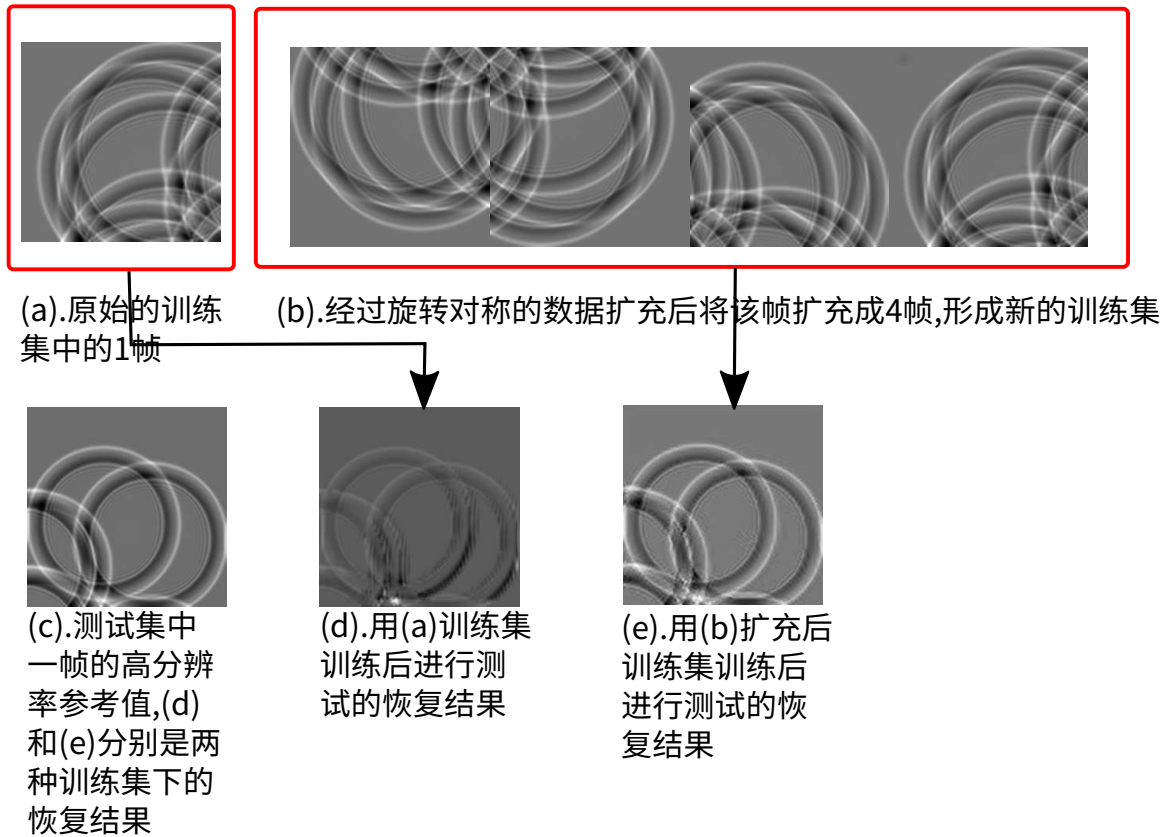 (a).原始的训练
集中的1帧
(b).经过旋转对称的数据扩充后将该帧扩充成4帧,形成新的训练集
(c).测试集中
一帧的高分辨
率参考值,(d)
和(e)分别是两
种训练集下的
恢复结果
(d).用(a)训练集
训练后进行测
试的恢复结果
(e).用(b)扩充后
训练集训练后
进行测试的恢
复结果